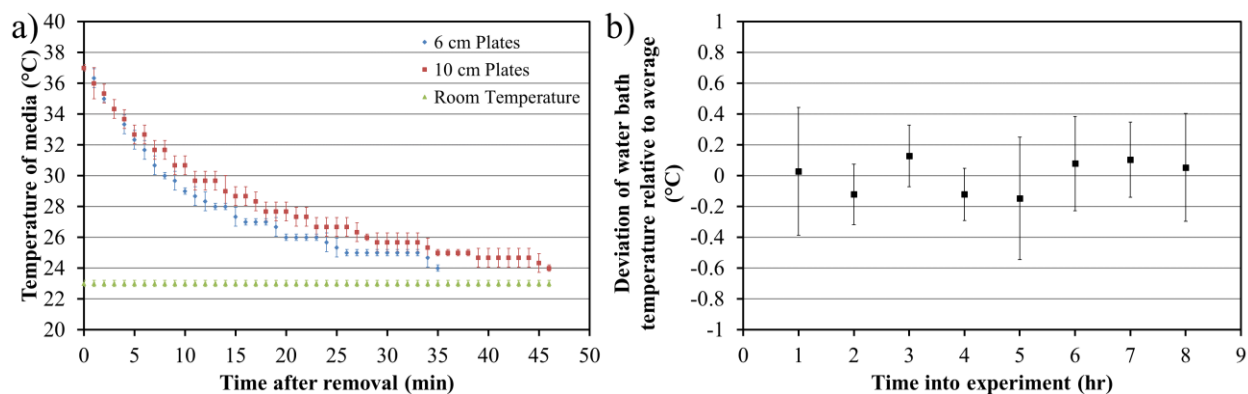 a)
Temperature of media (°C)
40
38
36
34
32
30
28
26
24
22
20
6 cm Plates
10 cm Plates
Room Temperature
0 5 10 15 20 25 30 35 40 45 50
Time after removal (min)
b)
Deviation of water bath
temperature relative to average
(°C)
1
0.8
0.6
0.4
0.2
0
-0.2
-0.4
-0.6
-0.8
-1
0 1 2 3 4 5 6 7 8 9
Time into experiment (hr)